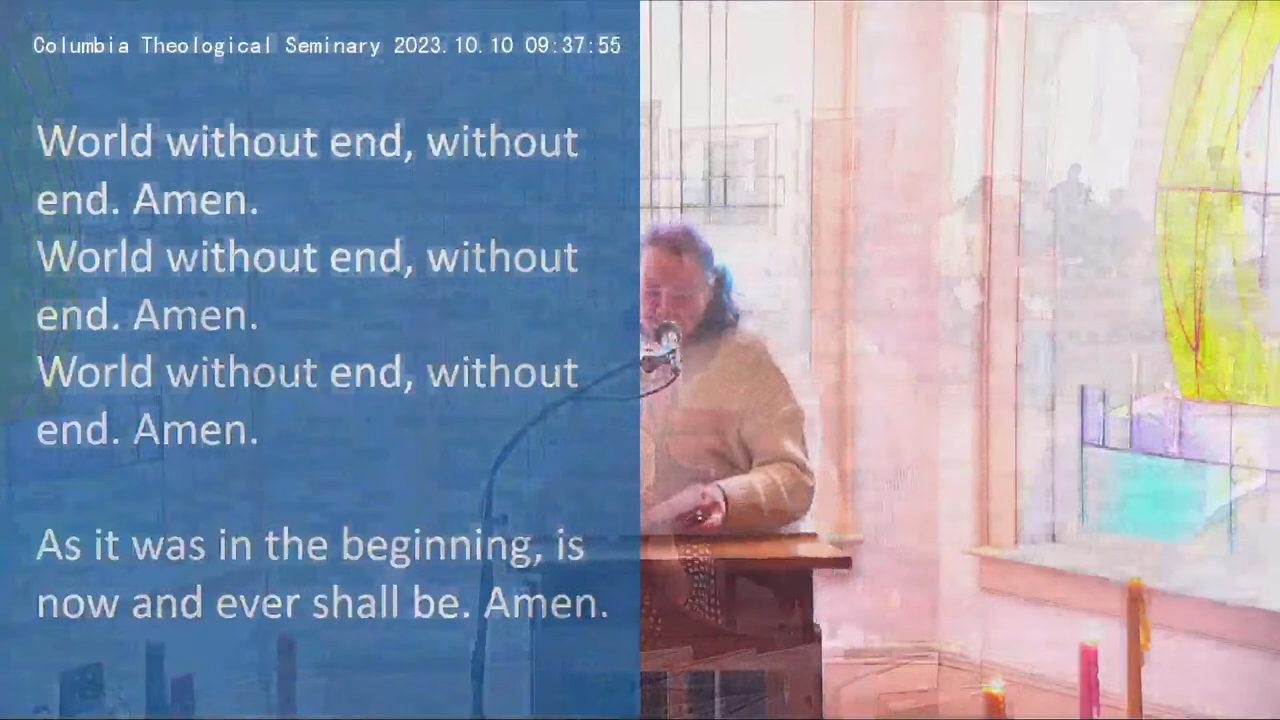 Columbia Theological Seminary 2023.10.10 09:37:55
World without end, without
end. Amen.
World without end, without
end. Amen.
World without end, without
end. Amen.
As it was in the beginning, is
now and ever shall be. Amen.